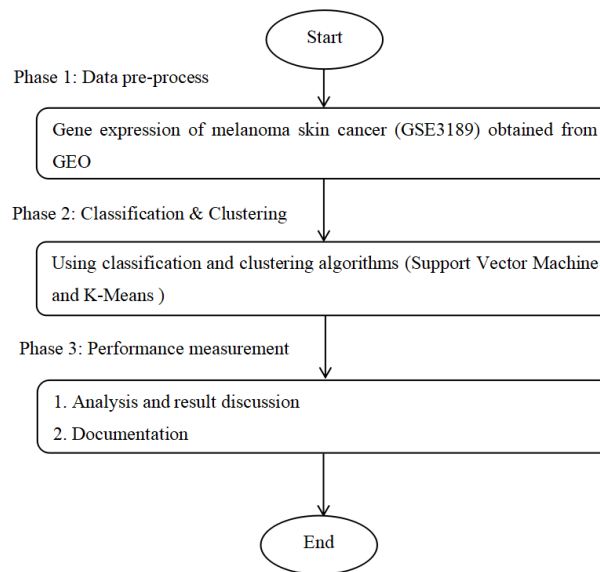 Start
Phase 1: Data pre-process
Gene expression of melanoma skin cancer (GSE3189) obtained from
GEO
Phase 2: Classification & Clustering
Using classification and clustering algorithms (Support Vector Machine
and K-Means )
Phase 3: Performance measurement
1. Analysis and result discussion
2. Documentation
End